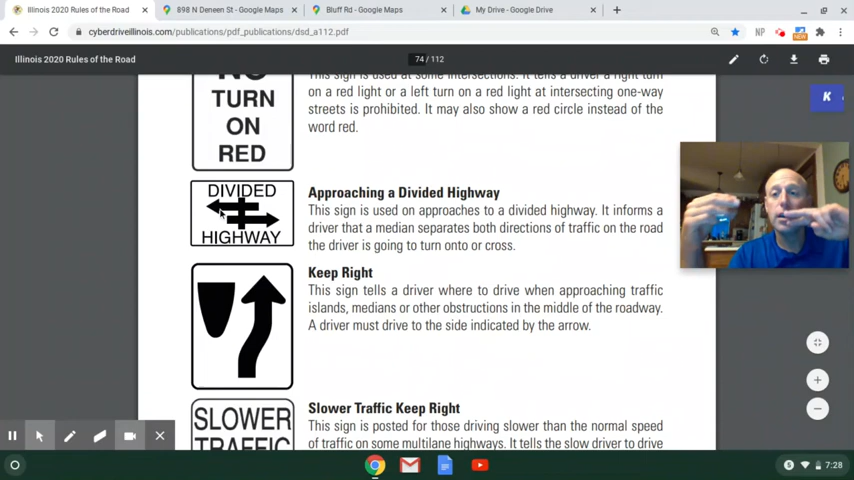 Illinois 2020 Rules of the Road
898 N Deneen St - Google Maps
Bluff Rd - Google Maps
My Drive - Google Drive
cyberdriveillinois.com/publications/pdf_publications/dsd_a112.pdf
NP
NEW
Illinois 2020 Rules of the Road
74 / 112
K
NO
TURN
ON
RED
This sign is used at some intersections. It tells a driver a right turn
on a red light or a left turn on a red light at intersecting one-way
streets is prohibited. It may also show a red circle instead of the
word red.
DIVIDED
HIGHWAY
Approaching a Divided Highway
This sign is used on approaches to a divided highway. It informs a
driver that a median separates both directions of traffic on the road
the driver is going to turn onto or cross.
Keep Right
This sign tells a driver where to drive when approaching traffic
islands, medians or other obstructions in the middle of the roadway.
A driver must drive to the side indicated by the arrow.
SLOWER
TRAFFIC
Slower Traffic Keep Right
This sign is posted for those driving slower than the normal speed
of traffic on some multilane highways. It tells the slow driver to drive
7:28